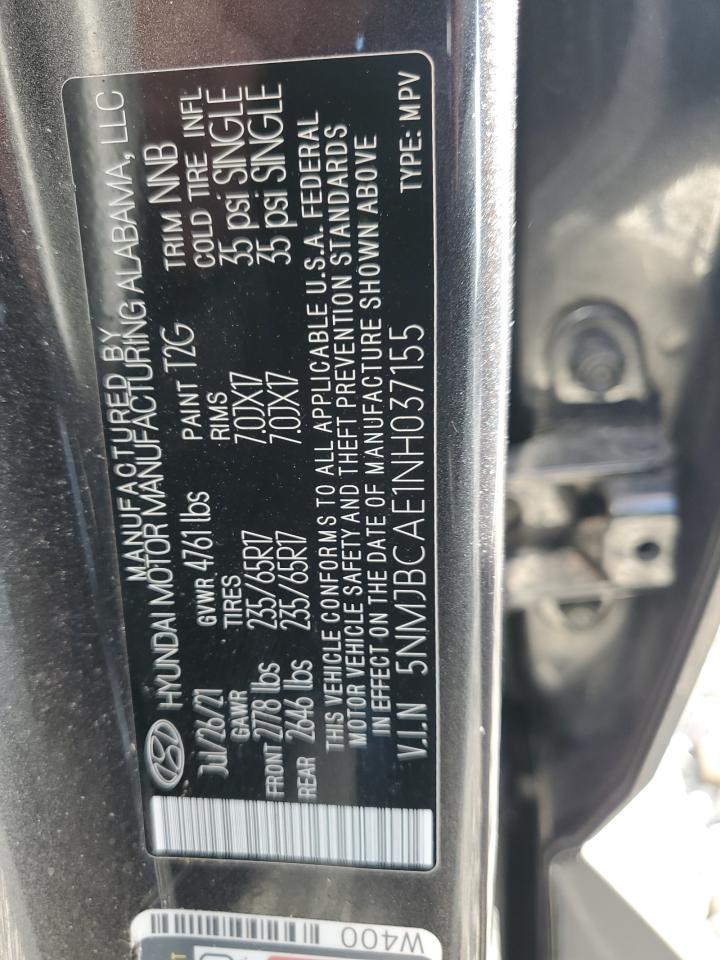 MANUFACTURED BY
HYUNDAI MOTOR MANUFACTURING ALABAMA, LLC
Jul/26/21 GVWR 4761 lbs PAINT T2G TRIM NNB
GAWR TIRES RIMS COLD TIRE INFL
FRONT 2778 lbs 235/65R17 7.0JX17 35 psi SINGLE
REAR 2646 lbs 235/65R17 7.0JX17 35 psi SINGLE
THIS VEHICLE CONFORMS TO ALL APPLICABLE U.S.A. FEDERAL
MOTOR VEHICLE SAFETY AND THEFT PREVENTION STANDARDS
IN EFFECT ON THE DATE OF MANUFACTURE SHOWN ABOVE
V.I.N 5NMJBCAE1NH037155 TYPE: MPV
W400